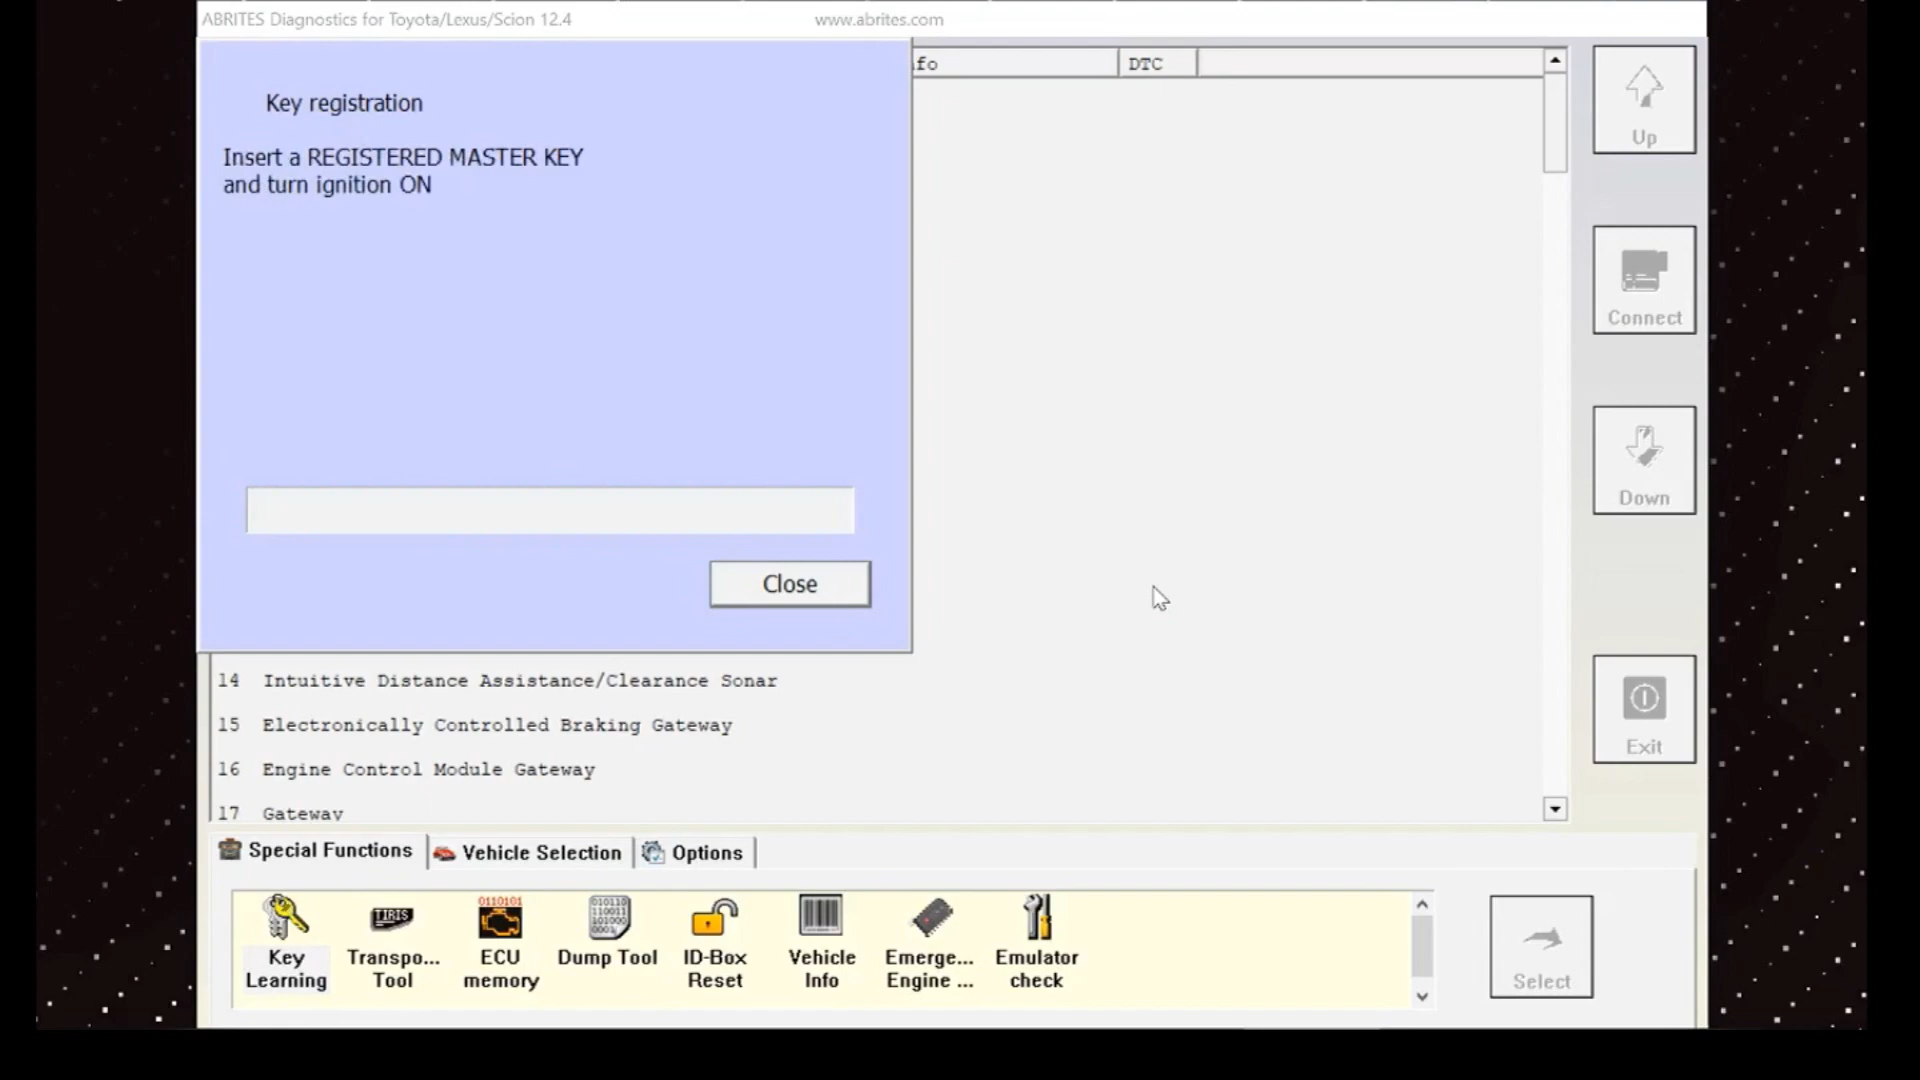 ABRITES Diagnostics for Toyota/Lexus/Scion 12.4
www.abrites.com
Key registration
Insert a REGISTERED MASTER KEY
and turn ignition ON
Close
fo
DTC
14 Intuitive Distance Assistance/Clearance Sonar
15 Electronically Controlled Braking Gateway
16 Engine Control Module Gateway
17 Gateway
Up
Connect
Down
Exit
Special Functions
Vehicle Selection
Options
Key
Learning
TIRIS
Transpo...
Tool
0110101
ECU
memory
Dump Tool
ID-Box
Reset
Vehicle
Info
Emerge...
Engine ...
Emulator
check
Select